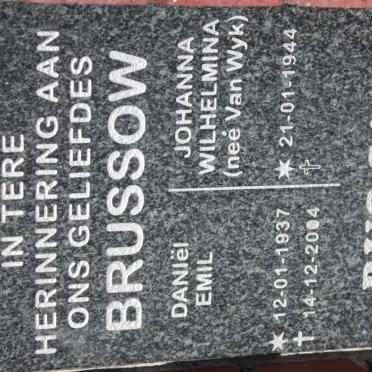 IN TERE
HERINNERING AAN
ONS GELIEFDES
BRUSSOW
DANiël
EMIL
12-01-1937
14-12-2004
JOHANNA
WILHELMINA
(neé Van Wyk)
21-01-1944